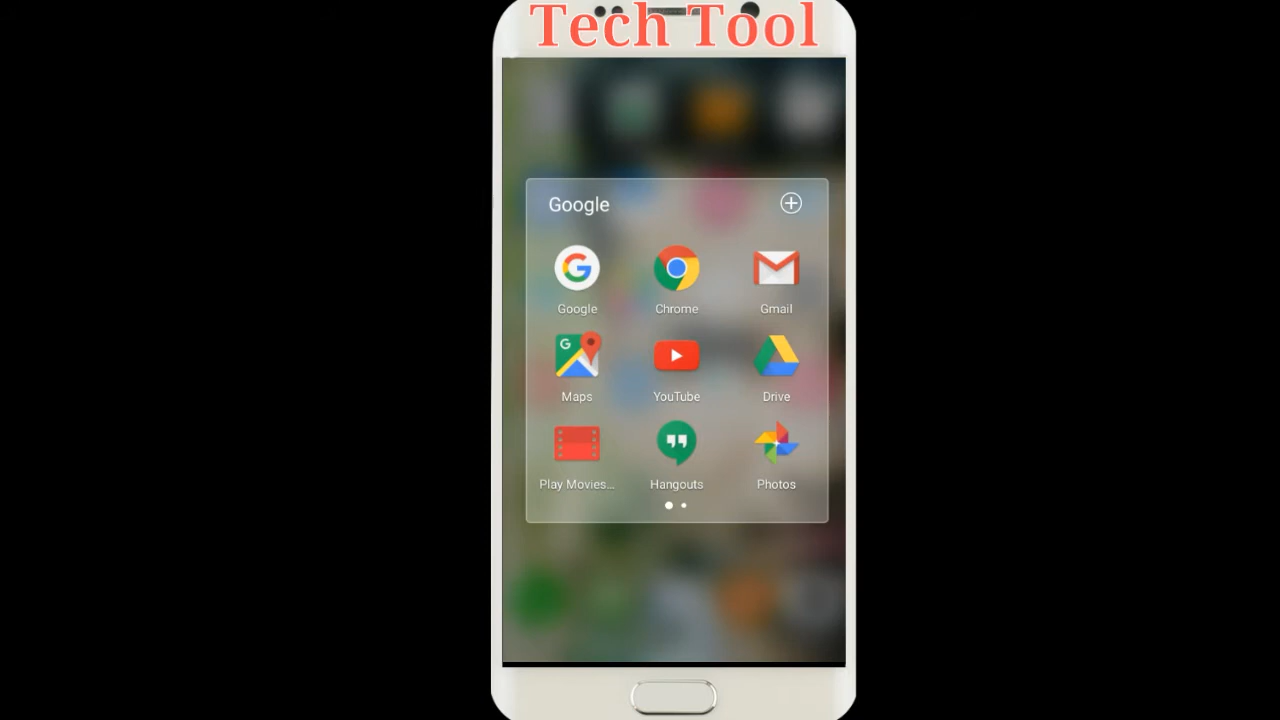 Tech Tool
Google
Google Chrome Gmail
G
Maps YouTube Drive
Play Movies... Hangouts Photos